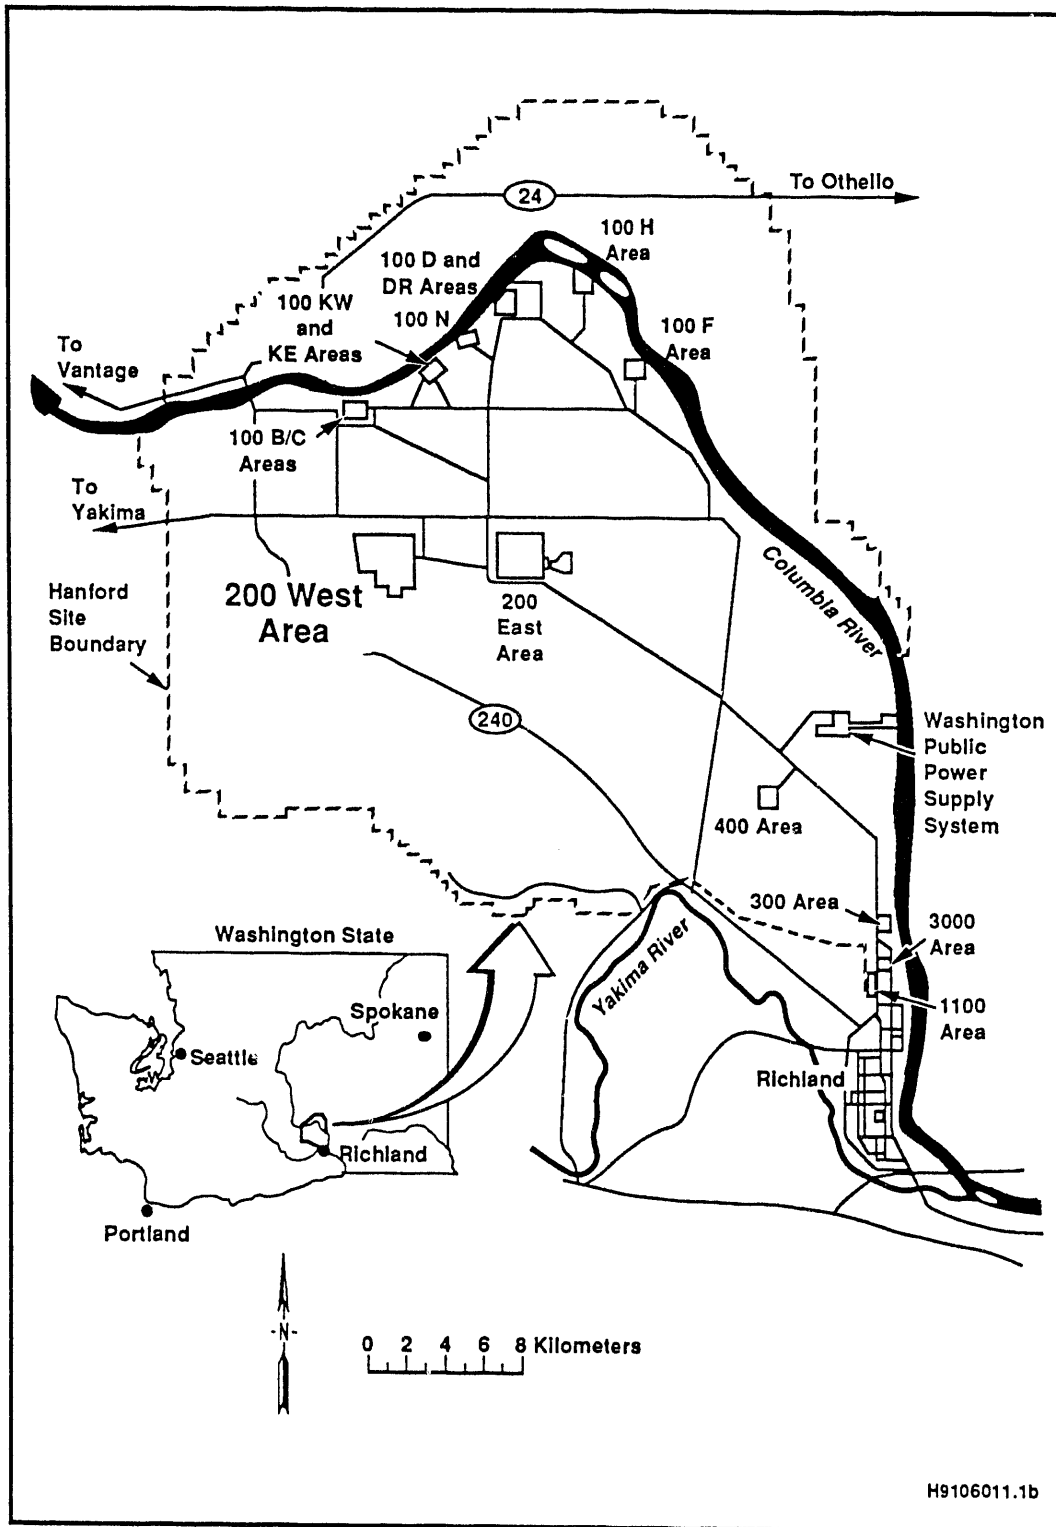 To Othello
24
100 H
Area
100 D and
DR Areas
100 KW
and
KE Areas
100 N
100 F
Area
To
Vantage
100 B/C
Areas
To
Yakima
Columbia River
Hanford
Site
Boundary
200 West
Area
200
East
Area
240
Washington
Public
Power
Supply
System
400 Area
300 Area
3000
Area
1100
Area
Yakima River
Richland
Washington State
Spokane
Seattle
Richland
Portland
N
0 2 4 6 8 Kilometers
H9106011.1b